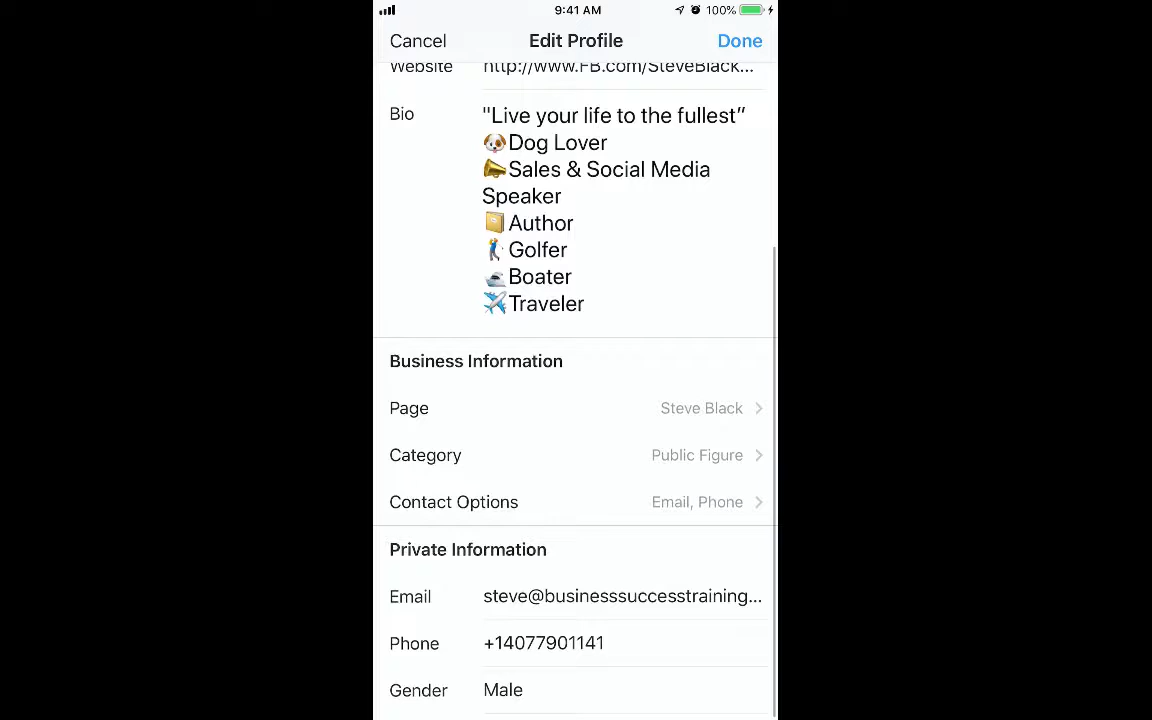 9:41 AM 100%
Cancel Edit Profile Done
Website http://www.FB.com/SteveBlack...
Bio "Live your life to the fullest”
🐶Dog Lover
📣Sales & Social Media
Speaker
📒Author
🏌Golfer
🛥Boater
✈️Traveler
Business Information
Page Steve Black
Category Public Figure
Contact Options Email, Phone
Private Information
Email steve@businesssuccesstraining...
Phone +14077901141
Gender Male